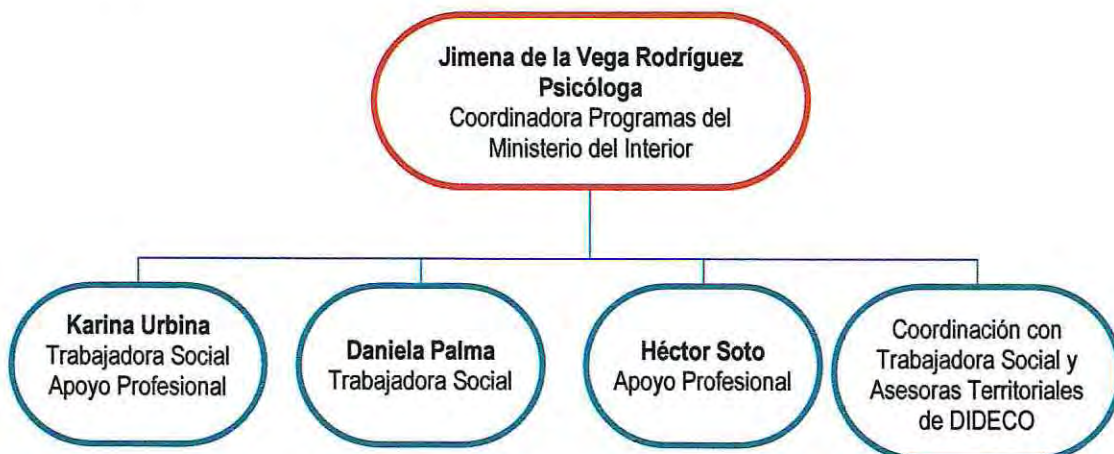 Jimena de la Vega Rodríguez
Psicóloga
Coordinadora Programas del
Ministerio del Interior
Karina Urbina
Trabajadora Social
Apoyo Profesional
Daniela Palma
Trabajadora Social
Héctor Soto
Apoyo Profesional
Coordinación con
Trabajadora Social y
Asesoras Territoriales
de DIDECO